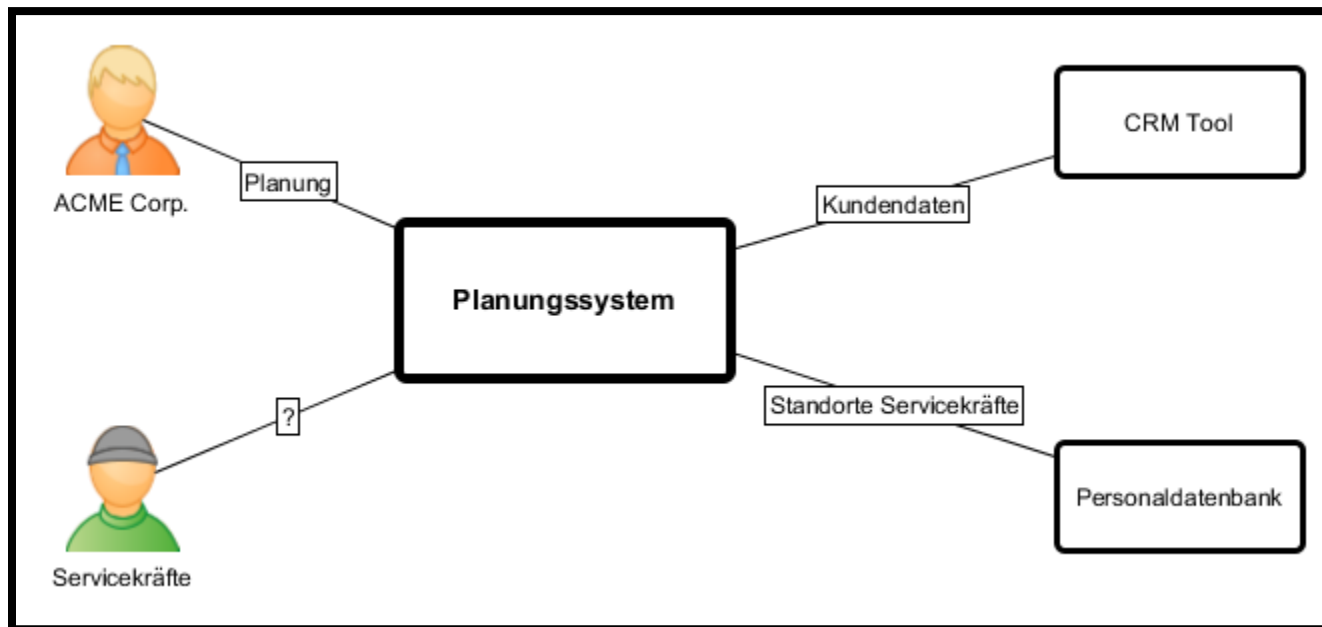 ACME Corp.
Planung
CRM Tool
Kundendaten
Planungssystem
Standorte Servicekräfte
?
Personaldatenbank
Servicekräfte